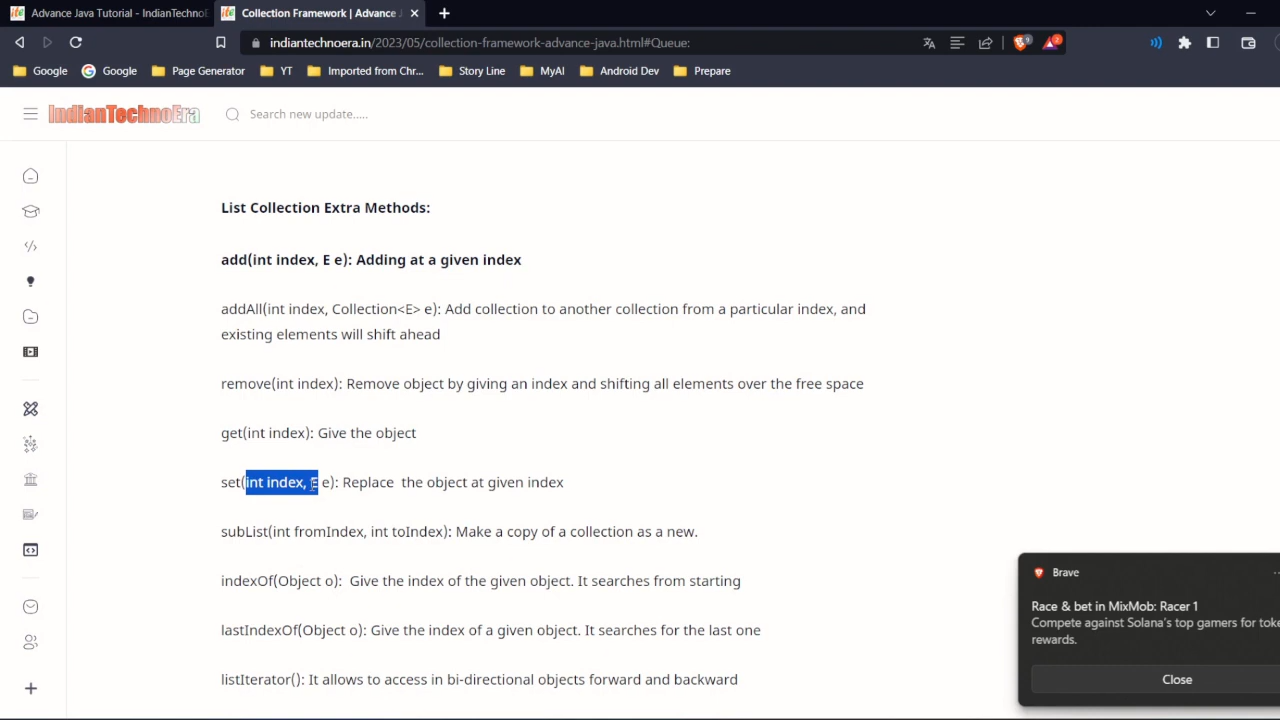 Advance Java Tutorial - IndianTechnoE
Collection Framework | Advance J
indiantechnoera.in/2023/05/collection-framework-advance-java.html#Queue:
9
2
Google
Google
Page Generator
YT
Imported from Chr...
Story Line
MyAI
Android Dev
Prepare
IndianTechnoEra
Search new update.....
List Collection Extra Methods:
add(int index, E e): Adding at a given index
addAll(int index, Collection<E> e): Add collection to another collection from a particular index, and
existing elements will shift ahead
remove(int index): Remove object by giving an index and shifting all elements over the free space
get(int index): Give the object
set(int index, E e): Replace  the object at given index
subList(int fromIndex, int toIndex): Make a copy of a collection as a new.
indexOf(Object o):  Give the index of the given object. It searches from starting
lastIndexOf(Object o): Give the index of a given object. It searches for the last one
listIterator(): It allows to access in bi-directional objects forward and backward
Brave
Race & bet in MixMob: Racer 1
Compete against Solana's top gamers for toke
rewards.
Close